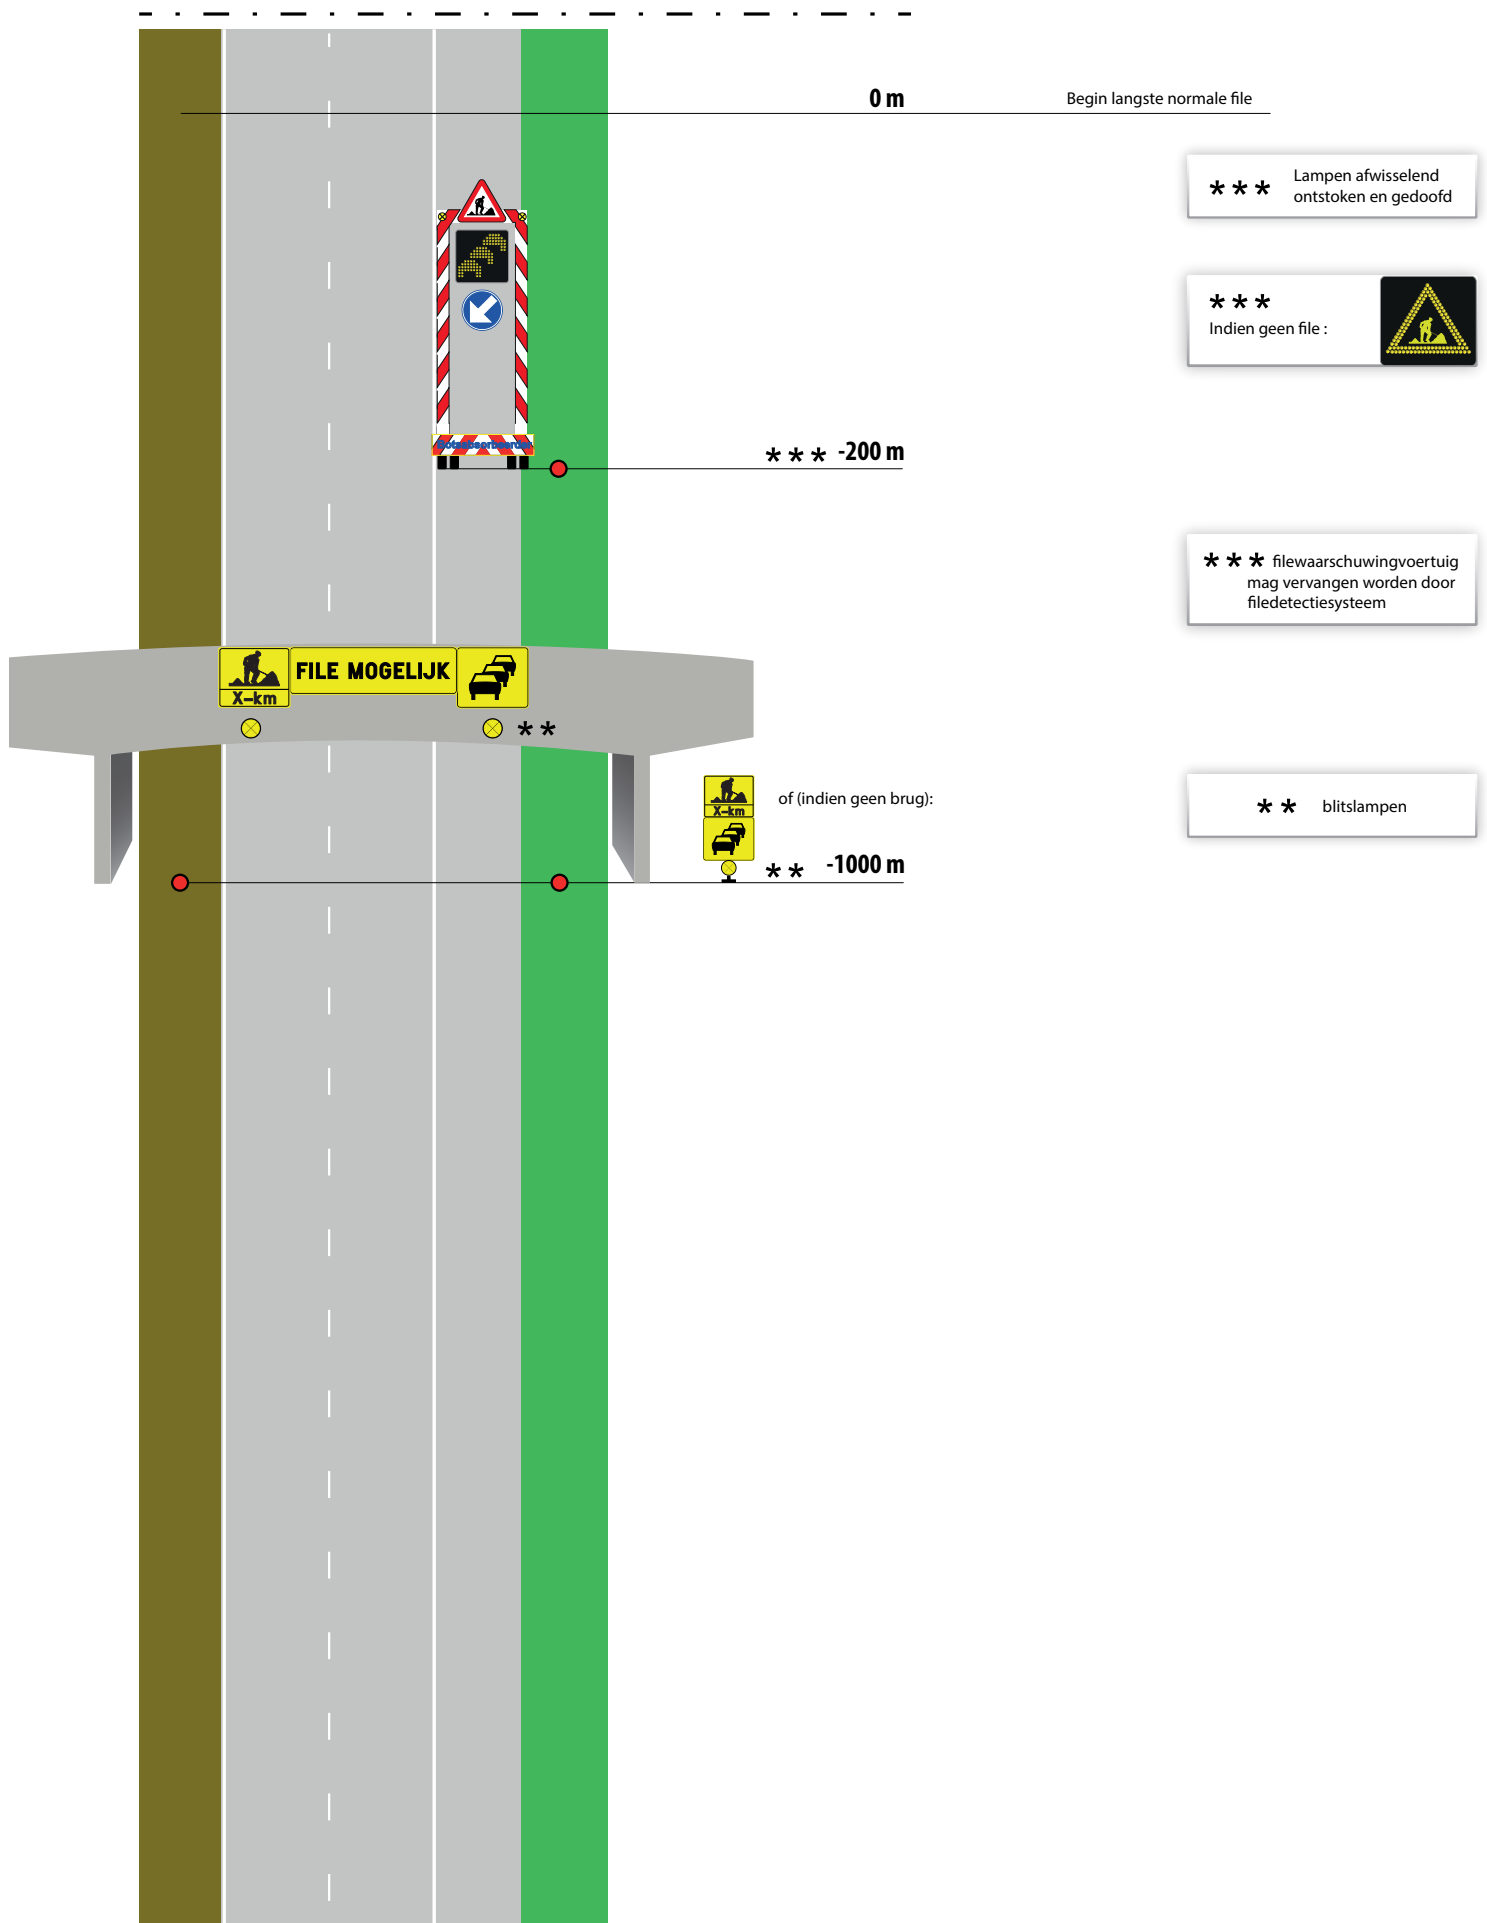 0 m
Begin langste normale file
*** Lampen afwisselend
ontstoken en gedoofd
***
Indien geen file :
Botsabsorbeerder
*** -200 m
*** filewaarschuwingvoertuig
mag vervangen worden door
filedetectiesysteem
X-km
FILE MOGELIJK
**
X-km
of (indien geen brug):
** blitslampen
** -1000 m